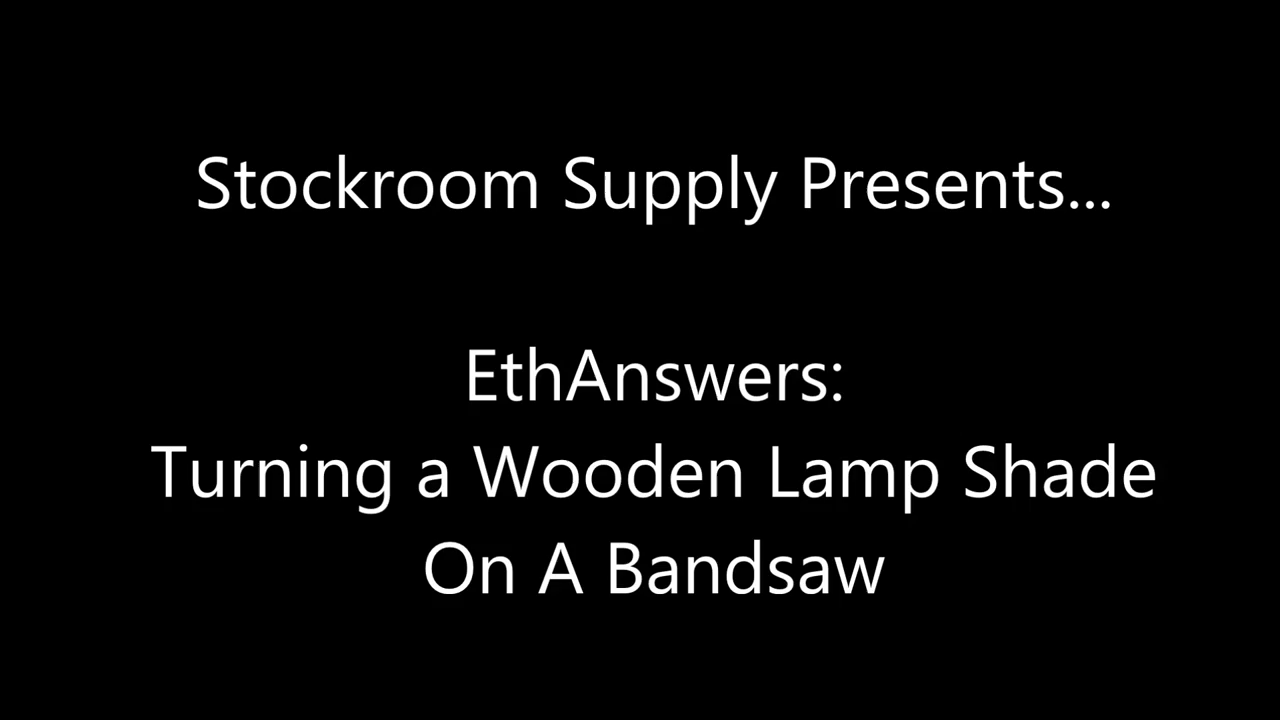 Stockroom Supply Presents...
EthAnswers:
Turning a Wooden Lamp Shade
On A Bandsaw